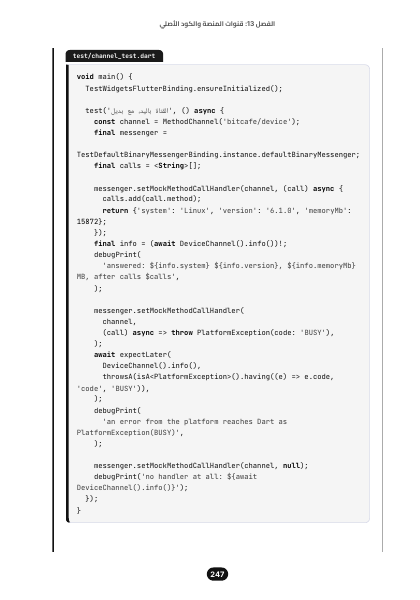 الفصل 13: قنوات المنصة والكود الأصلي
test/channel_test.dart
void main() {
TestWidgetsFlutterBinding.ensureInitialized();
test('القناة باليد، مع بديل', () async {
const channel = MethodChannel('bitcafe/device');
final messenger =
TestDefaultBinaryMessengerBinding.instance.defaultBinaryMessenger;
final calls = <String>[];
messenger.setMockMethodCallHandler(channel, (call) async {
calls.add(call.method);
return {'system': 'Linux', 'version': '6.1.0', 'memoryMb':
15872};
});
final info = (await DeviceChannel().info())!;
debugPrint(
'answered: ${info.system} ${info.version}, ${info.memoryMb}
MB, after calls $calls',
);
messenger.setMockMethodCallHandler(
channel,
(call) async => throw PlatformException(code: 'BUSY'),
);
await expectLater(
DeviceChannel().info(),
throwsA(isA<PlatformException>().having((e) => e.code,
'code', 'BUSY')),
);
debugPrint(
'an error from the platform reaches Dart as
PlatformException(BUSY)',
);
messenger.setMockMethodCallHandler(channel, null);
debugPrint('no handler at all: ${await
DeviceChannel().info()}');
});
}
247